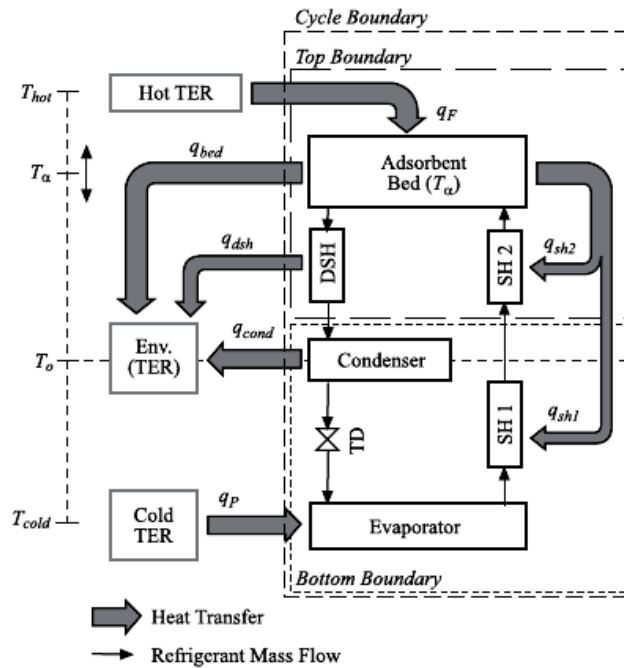 Cycle Boundary
Top Boundary
T_hot
Hot TER
q_F
q_bed
Adsorbent
Bed (T_α)
T_α
q_dsh
DSH
SH 2
q_sh2
q_cond
Env.
(TER)
T_o
Condenser
SH 1
q_sh1
TD
T_cold
Cold
TER
q_P
Evaporator
Bottom Boundary
Heat Transfer
Refrigerant Mass Flow